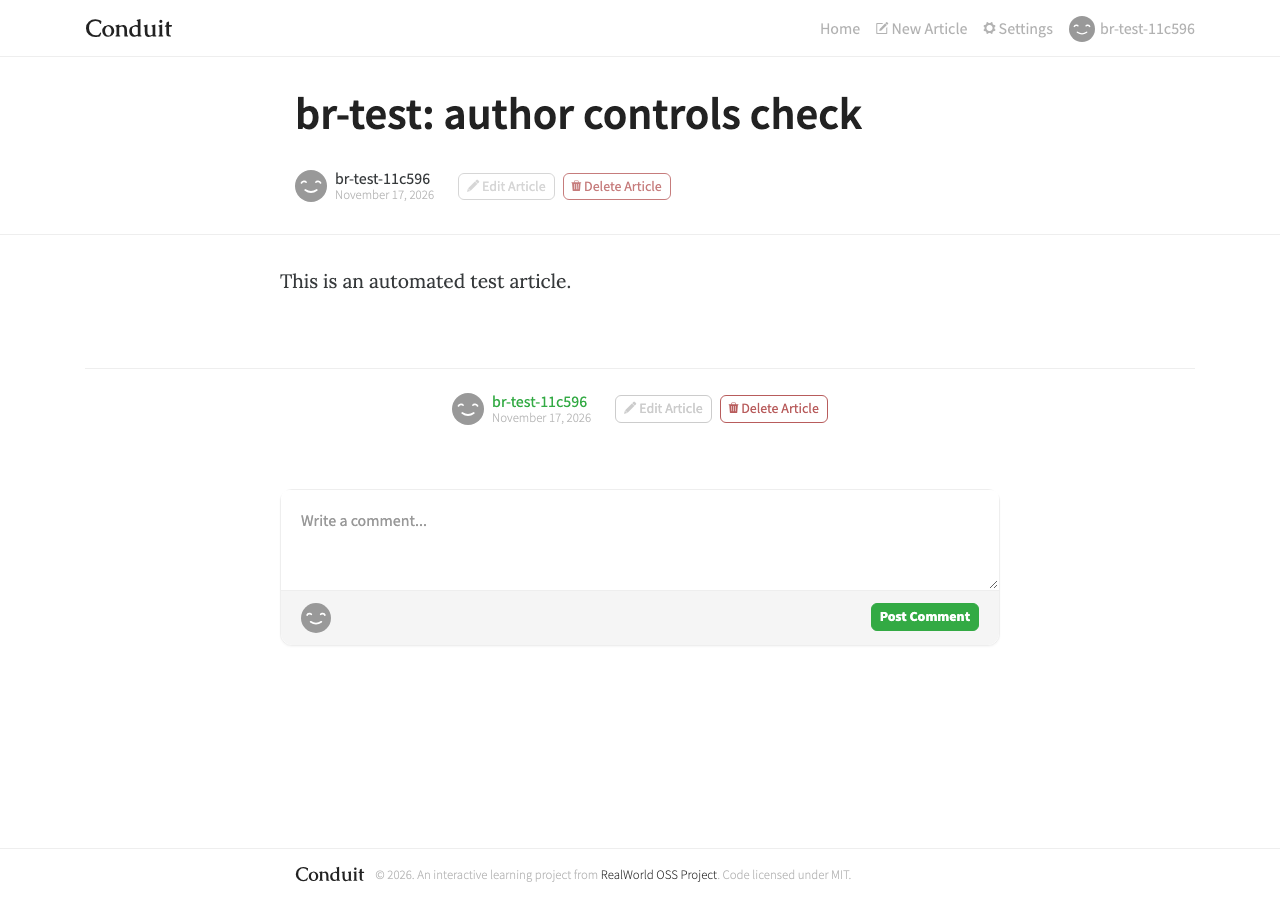 Conduit Home New Article Settings br-test-11c596
br-test: author controls check
br-test-11c596
November 17, 2026
Edit Article Delete Article
This is an automated test article.
br-test-11c596
November 17, 2026
Edit Article Delete Article
Write a comment...
Post Comment
Conduit © 2026. An interactive learning project from RealWorld OSS Project. Code licensed under MIT.